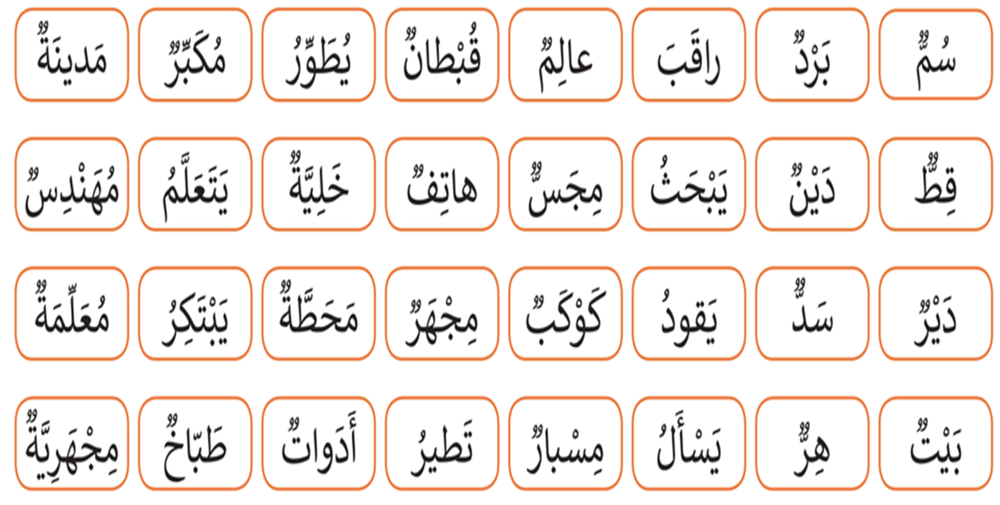 سُمٌّ بَرْدٌ راقَبَ عالِمٌ قُبْطانٌ يُطَوِّرُ مُكَبِّرٌ مَدينَةٌ
قِطٌّ دَيْنٌ يَبْحَثُ مِجَسٌّ هاتِفٌ خَلِيَّةٌ يَتَعَلَّمُ مُهَنْدِسٌ
دَيْرٌ سَدٌّ يَقودُ كَوْكَبٌ مِجْهَرٌ مَحَطَّةٌ يَبْتَكِرُ مُعَلِّمَةٌ
بَيْتٌ هِرٌّ يَسْأَلُ مِسْبارٌ تَطيرُ أَدَواتٌ طَبّاخٌ مِجْهَرِيَّةٌ